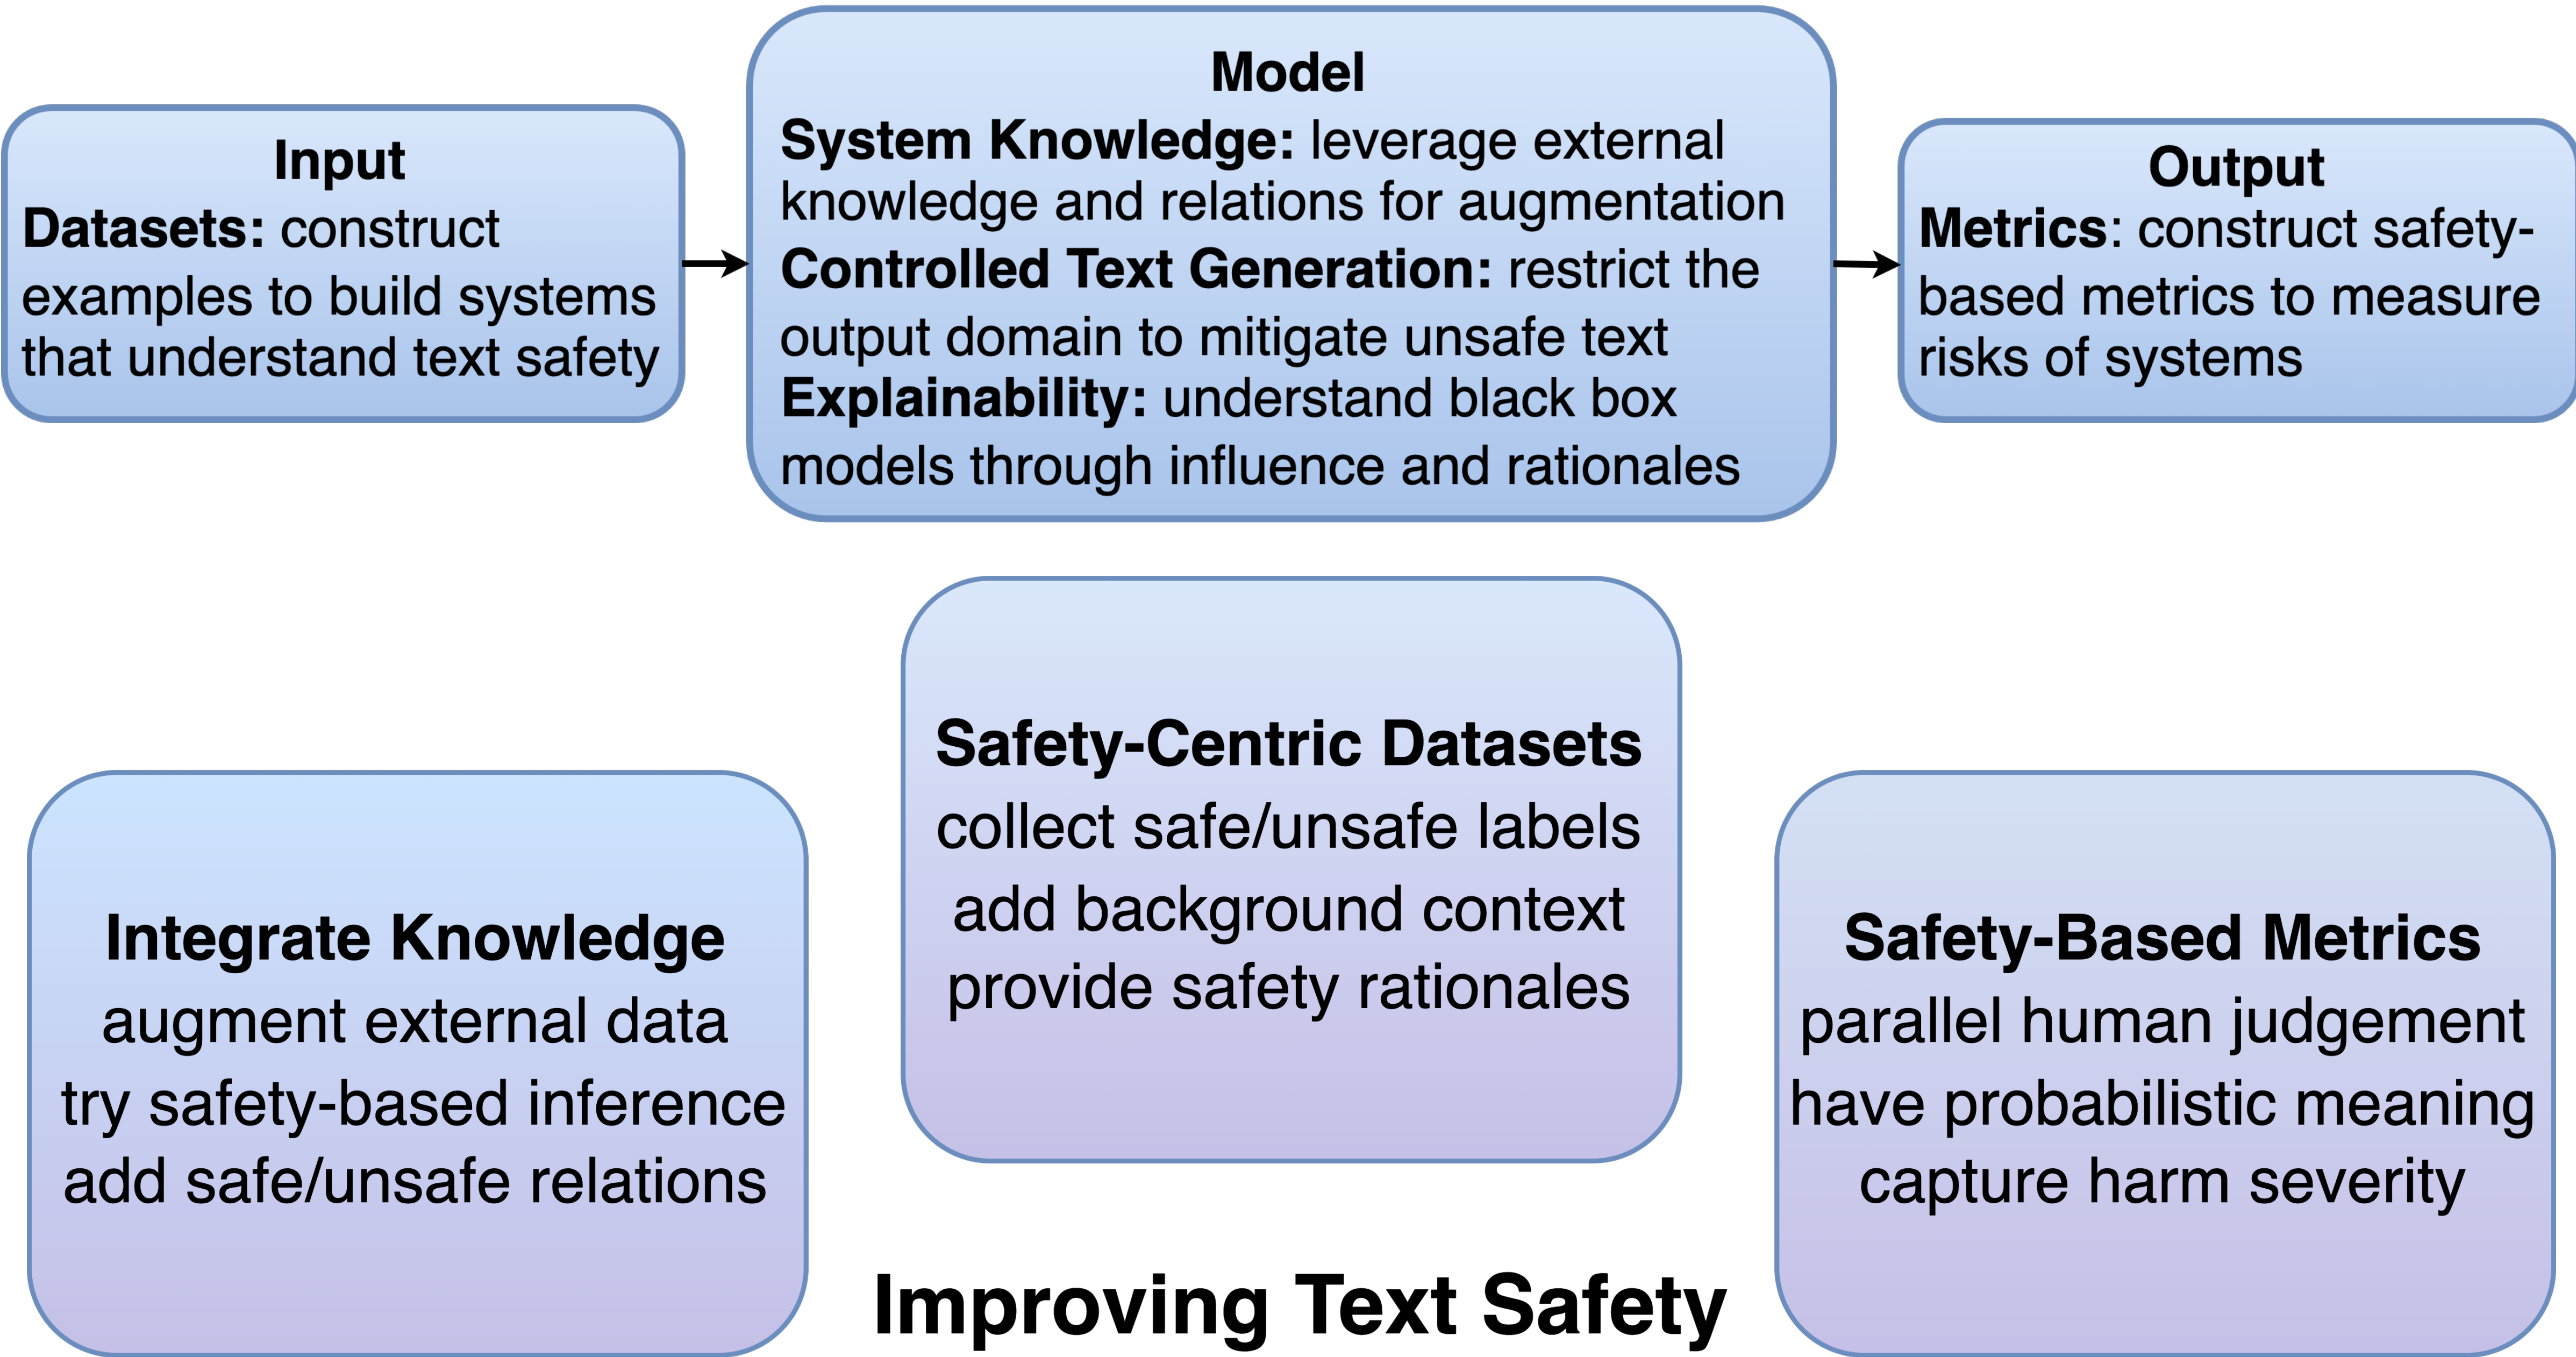 Input
Datasets: construct
examples to build systems
that understand text safety
Model
System Knowledge: leverage external
knowledge and relations for augmentation
Controlled Text Generation: restrict the
output domain to mitigate unsafe text
Explainability: understand black box
models through influence and rationales
Output
Metrics: construct safety-
based metrics to measure
risks of systems
Integrate Knowledge
augment external data
try safety-based inference
add safe/unsafe relations
Safety-Centric Datasets
collect safe/unsafe labels
add background context
provide safety rationales
Safety-Based Metrics
parallel human judgement
have probabilistic meaning
capture harm severity
Improving Text Safety